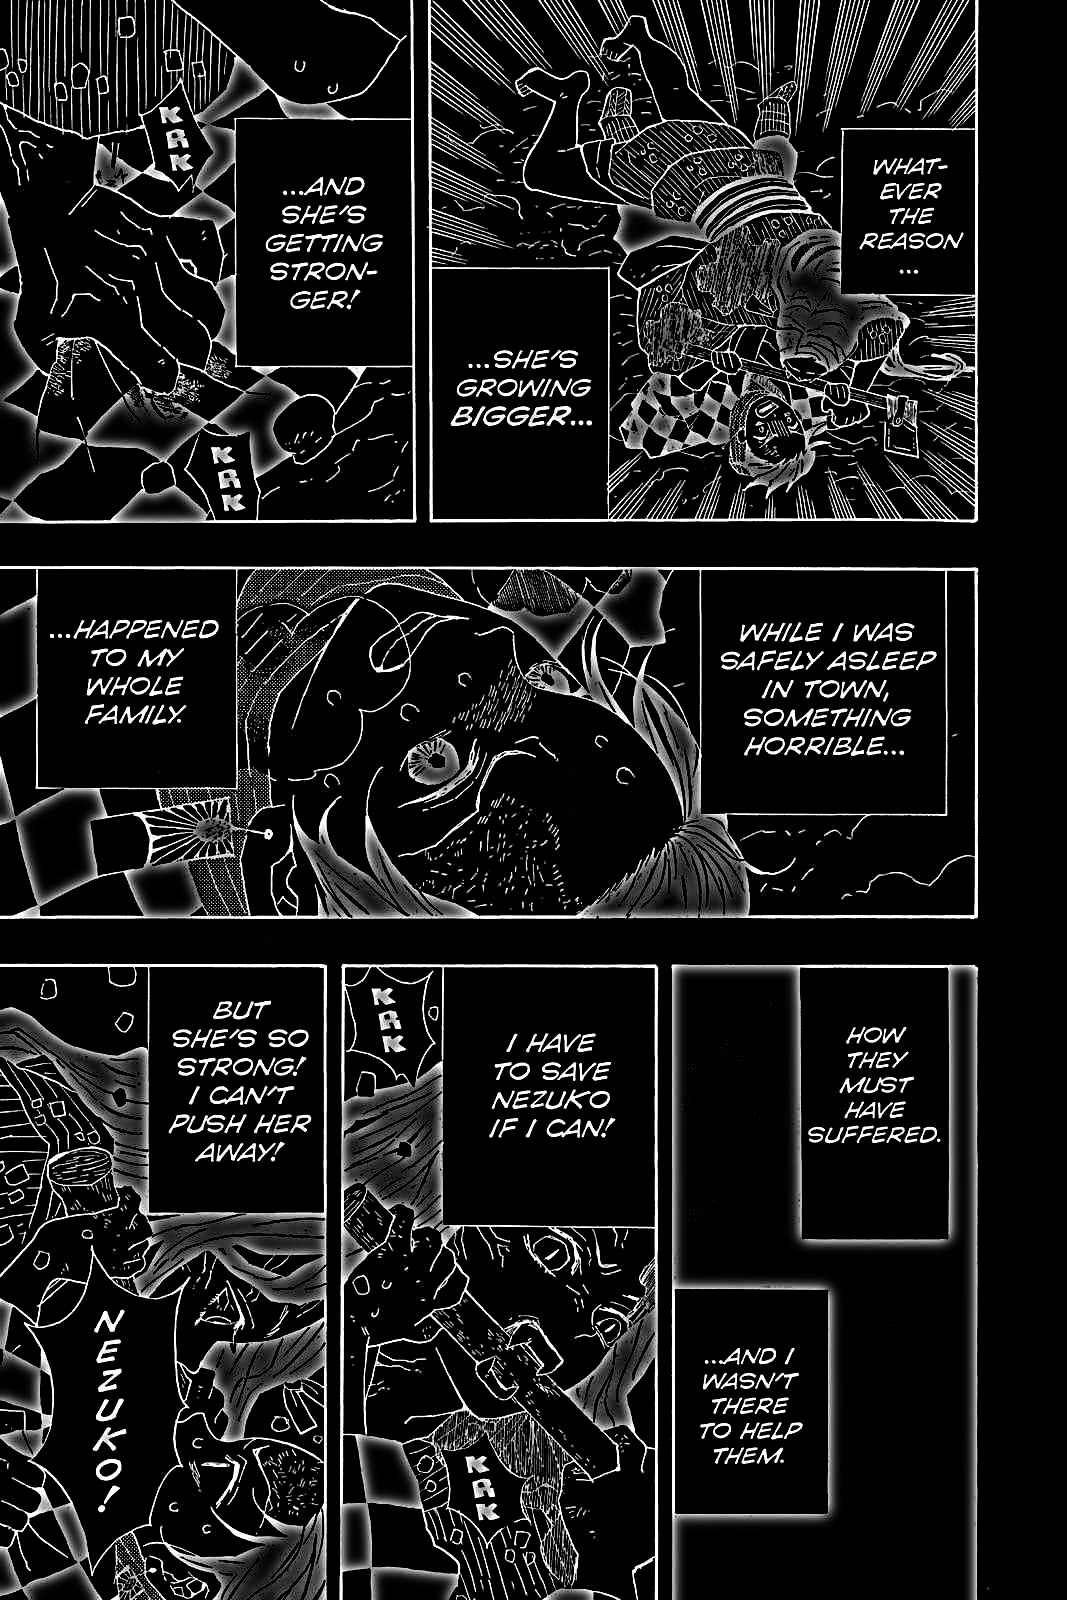 WHAT-
EVER
THE
REASON
...
...SHE'S
GROWING
BIGGER...
...AND
SHE'S
GETTING
STRON-
GER!
KRK
KRK
WHILE I WAS
SAFELY ASLEEP
IN TOWN,
SOMETHING
HORRIBLE...
...HAPPENED
TO MY
WHOLE
FAMILY.
HOW
THEY
MUST
HAVE
SUFFERED.
...AND I
WASN'T
THERE
TO HELP
THEM.
KRK
I HAVE
TO SAVE
NEZUKO
IF I CAN!
KRK
BUT
SHE'S SO
STRONG!
I CAN'T
PUSH HER
AWAY!
NEZUKO!